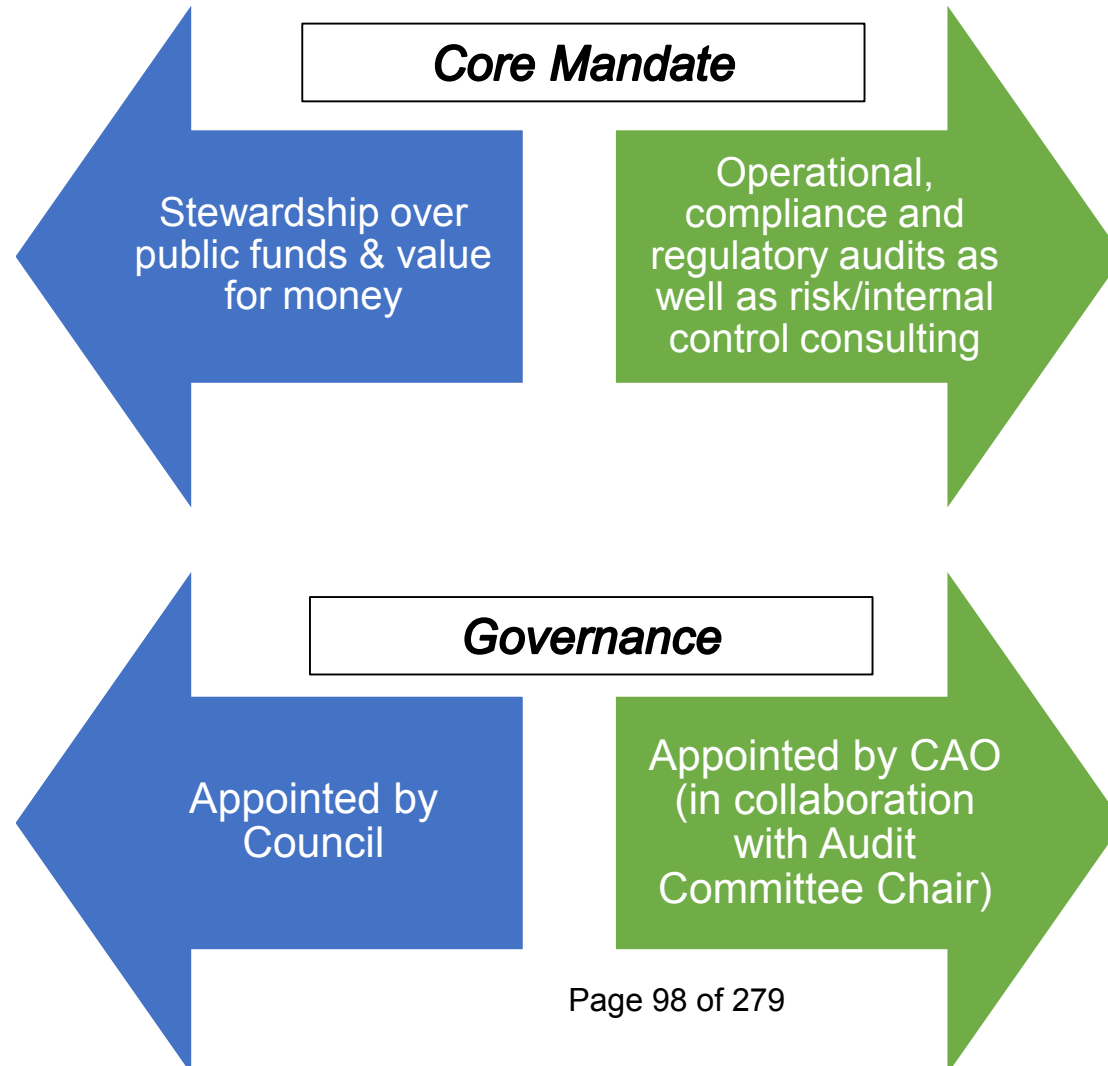 Core Mandate
Stewardship over
public funds & value
for money
Operational,
compliance and
regulatory audits as
well as risk/internal
control consulting
Governance
Appointed by
Council
Appointed by CAO
(in collaboration
with Audit
Committee Chair)
Page 98 of 279